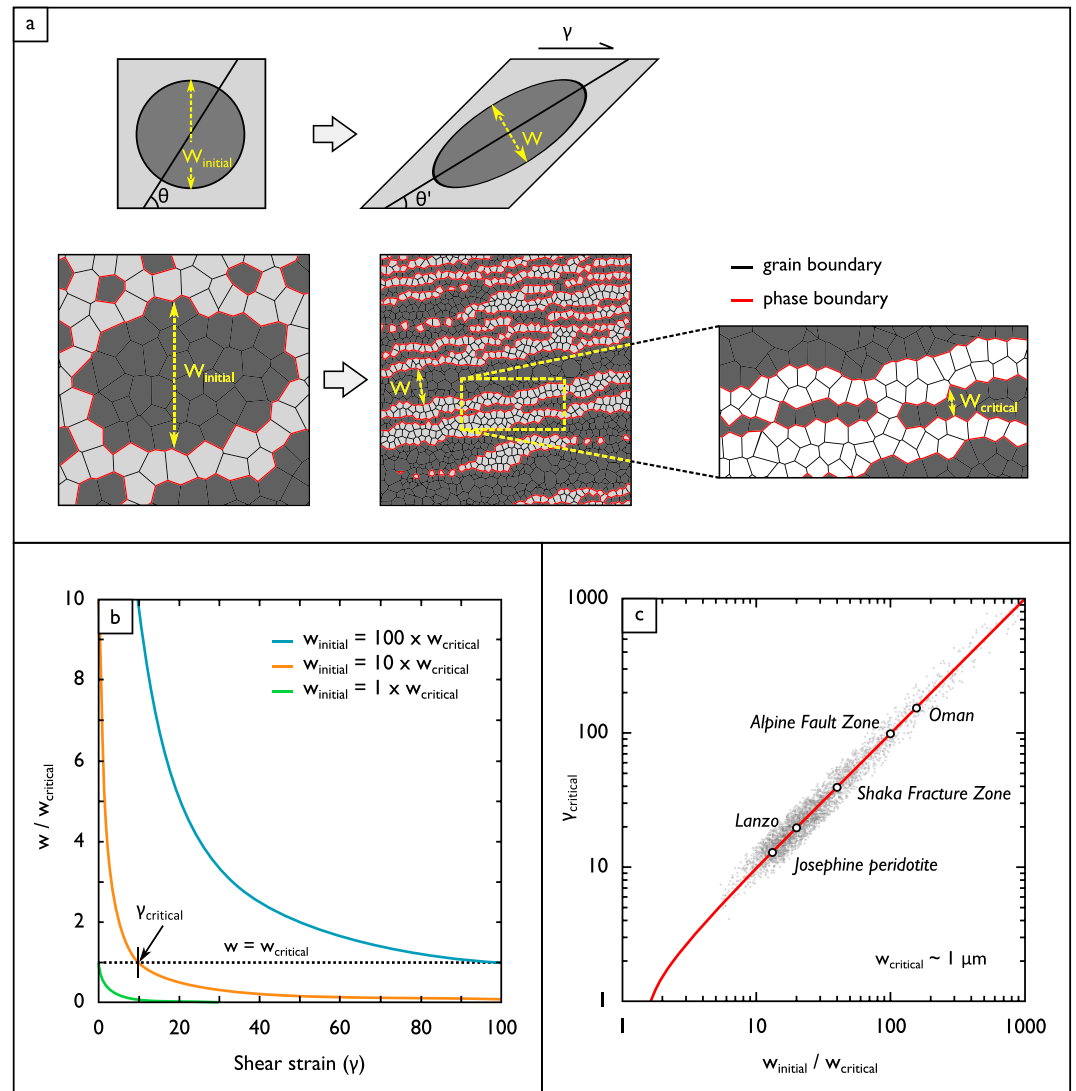 a
γ
w_initial
w
θ
θ'
grain boundary
phase boundary
w_initial
w
w_critical
b
10
8
6
4
2
0
w / w_critical
w_initial = 100 x w_critical
w_initial = 10 x w_critical
w_initial = 1 x w_critical
γ_critical
w = w_critical
0 20 40 60 80 100
Shear strain (γ)
c
1000
100
10
1
γ_critical
Alpine Fault Zone
Oman
Shaka Fracture Zone
Lanzo
Josephine peridotite
w_critical ~ 1 μm
1 10 100 1000
w_initial / w_critical